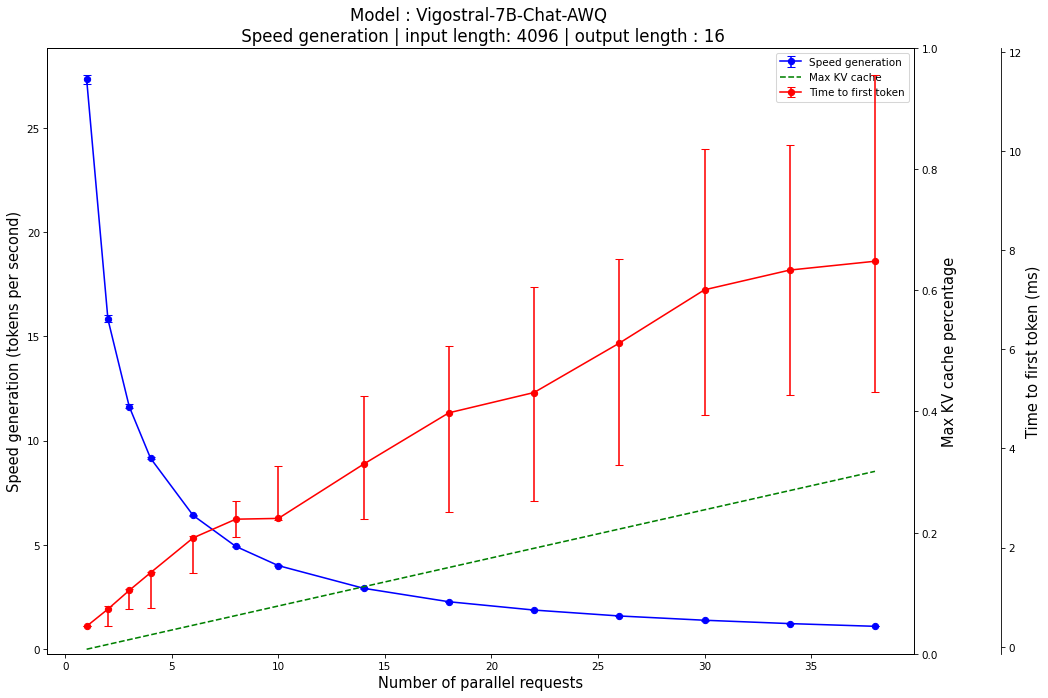 Model : Vigostral-7B-Chat-AWQ
Speed generation | input length: 4096 | output length : 16
Speed generation
Max KV cache
Time to first token
Speed generation (tokens per second)
25
20
15
10
5
0
0 5 10 15 20 25 30 35
Number of parallel requests
1.0
0.8
0.6
0.4
0.2
0.0
Max KV cache percentage
12
10
8
6
4
2
0
Time to first token (ms)